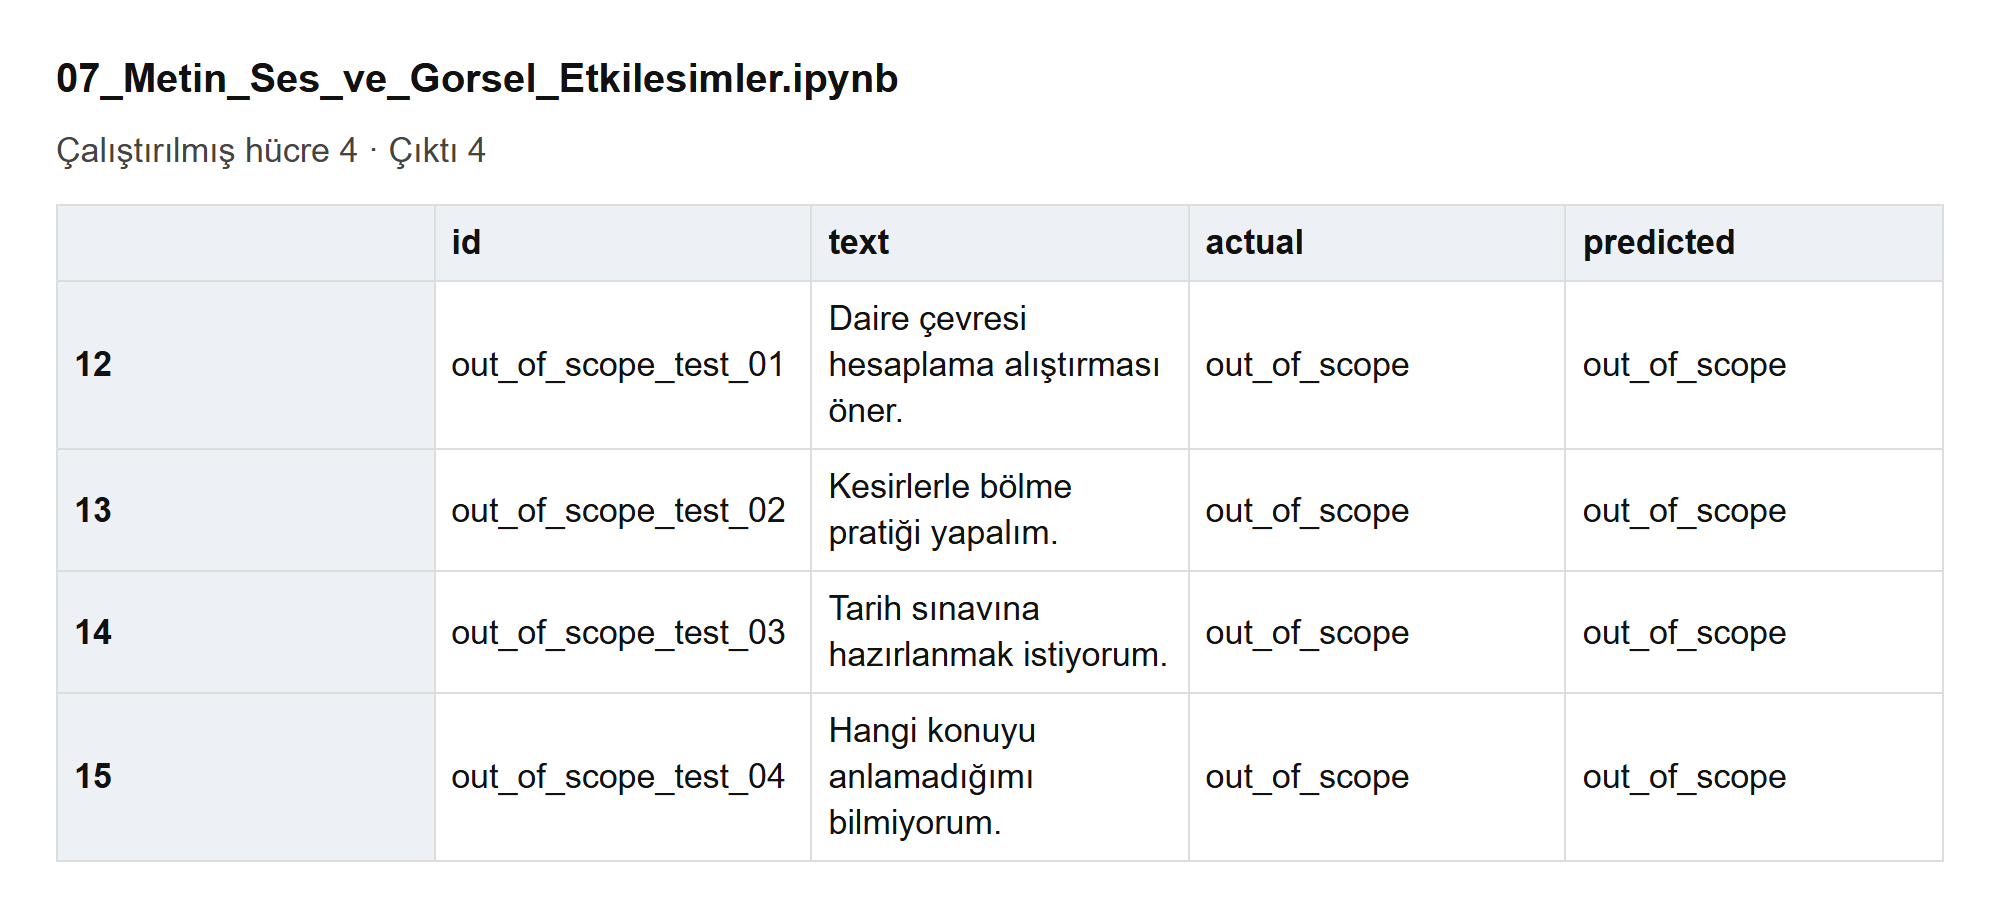 07_Metin_Ses_ve_Gorsel_Etkilesimler.ipynb
Çalıştırılmış hücre 4 · Çıktı 4
id text actual predicted
12 out_of_scope_test_01 Daire çevresi hesaplama alıştırması öner. out_of_scope out_of_scope
13 out_of_scope_test_02 Kesirlerle bölme pratiği yapalım. out_of_scope out_of_scope
14 out_of_scope_test_03 Tarih sınavına hazırlanmak istiyorum. out_of_scope out_of_scope
15 out_of_scope_test_04 Hangi konuyu anlamadığımı bilmiyorum. out_of_scope out_of_scope